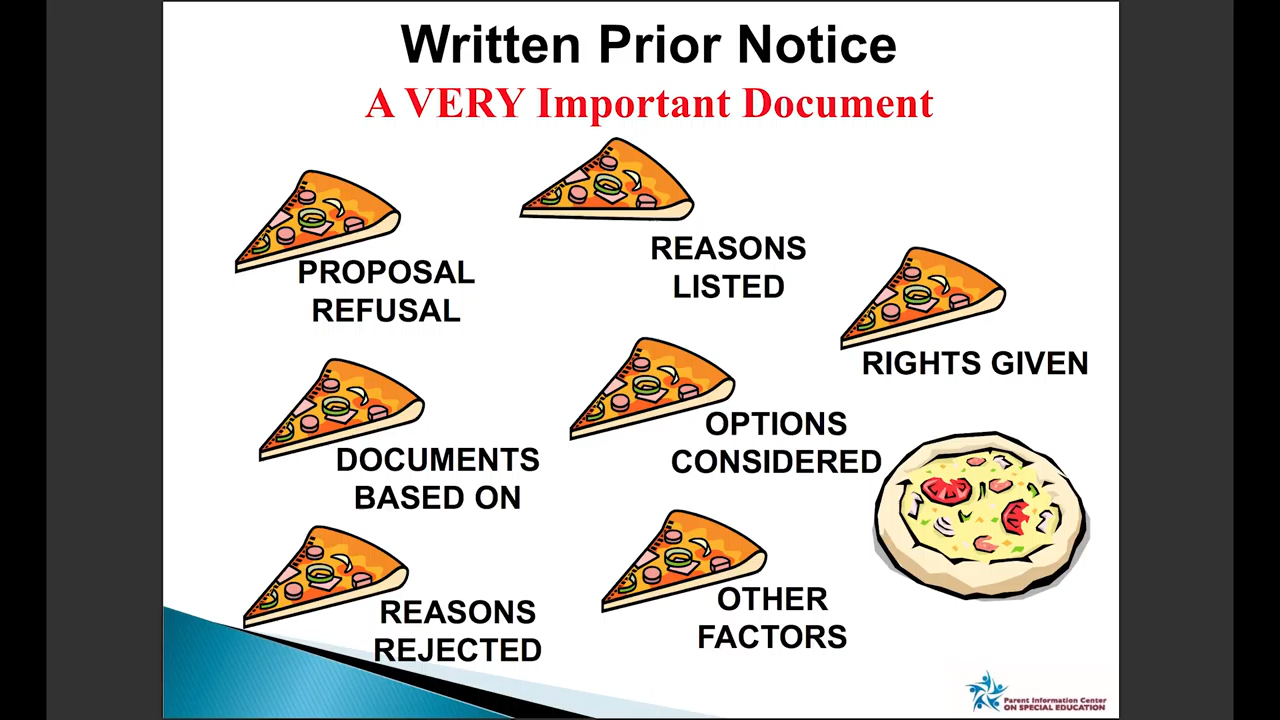 Written Prior Notice
A VERY Important Document
PROPOSAL
REFUSAL
REASONS
LISTED
RIGHTS GIVEN
DOCUMENTS
BASED ON
OPTIONS
CONSIDERED
REASONS
REJECTED
OTHER
FACTORS
Parent Information Center
ON SPECIAL EDUCATION